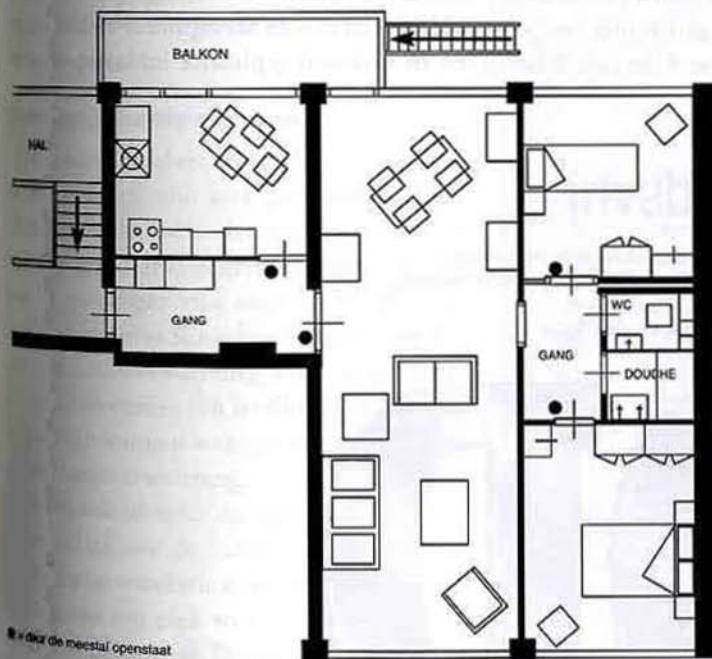 BALKON
HAL
GANG
WC
GANG
DOUCHE
= deur die meestal openstaat